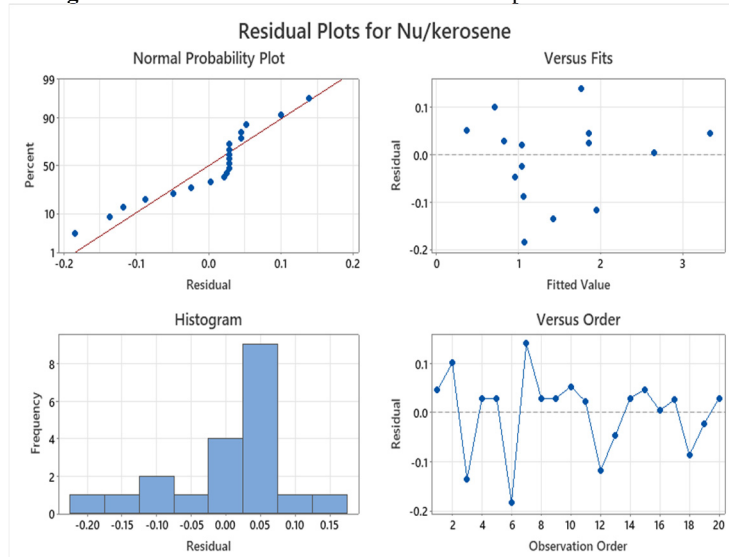 Residual Plots for Nu/kerosene
Normal Probability Plot
99
90
50
10
1
Percent
-0.2 -0.1 0.0 0.1 0.2
Residual
Versus Fits
0.1
0.0
-0.1
-0.2
Residual
0 1 2 3
Fitted Value
Histogram
8
6
4
2
0
Frequency
-0.20 -0.15 -0.10 -0.05 0.00 0.05 0.10 0.15
Residual
Versus Order
0.1
0.0
-0.1
-0.2
Residual
2 4 6 8 10 12 14 16 18 20
Observation Order